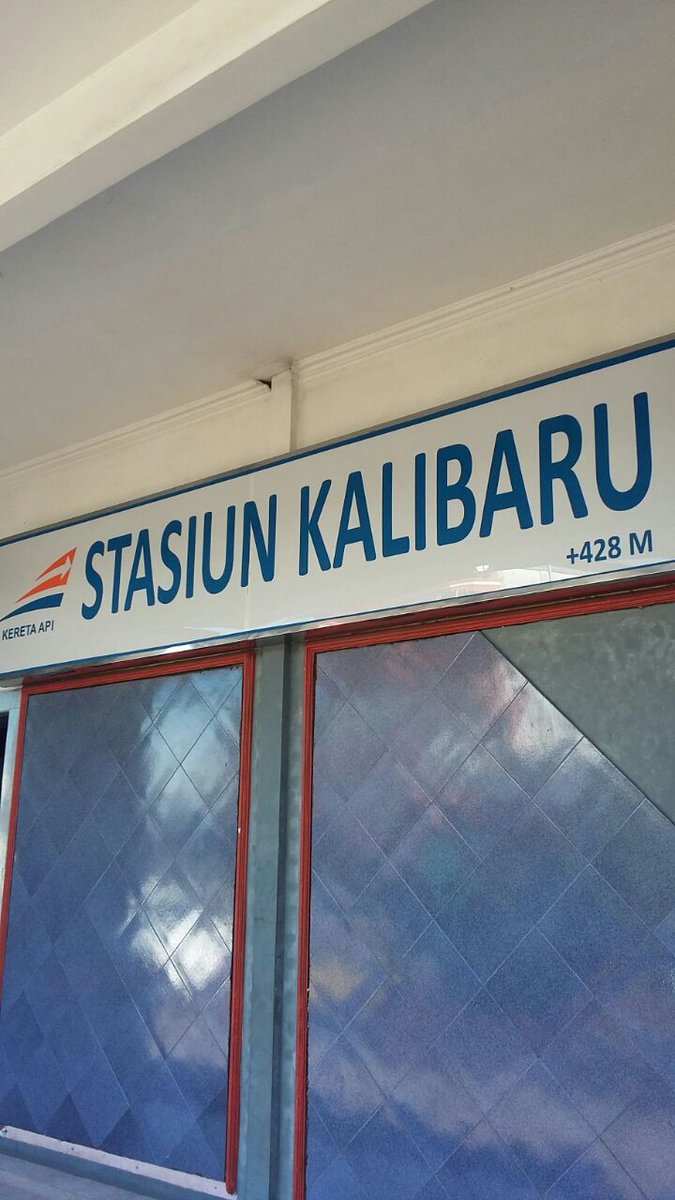 STASIUN KALIBARU
+428 M
KERETA API